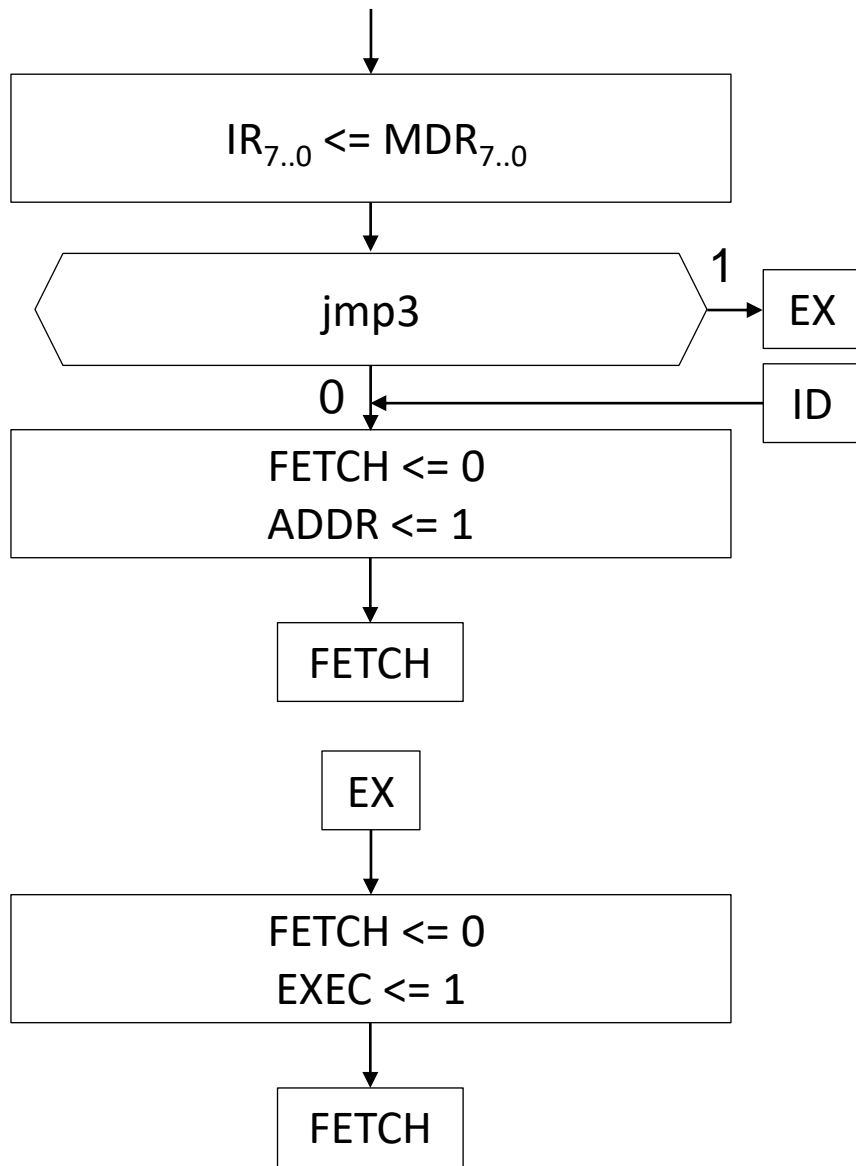 IR7..0 <= MDR7..0
1
jmp3
EX
0
ID
FETCH <= 0
ADDR <= 1
FETCH
EX
FETCH <= 0
EXEC <= 1
FETCH